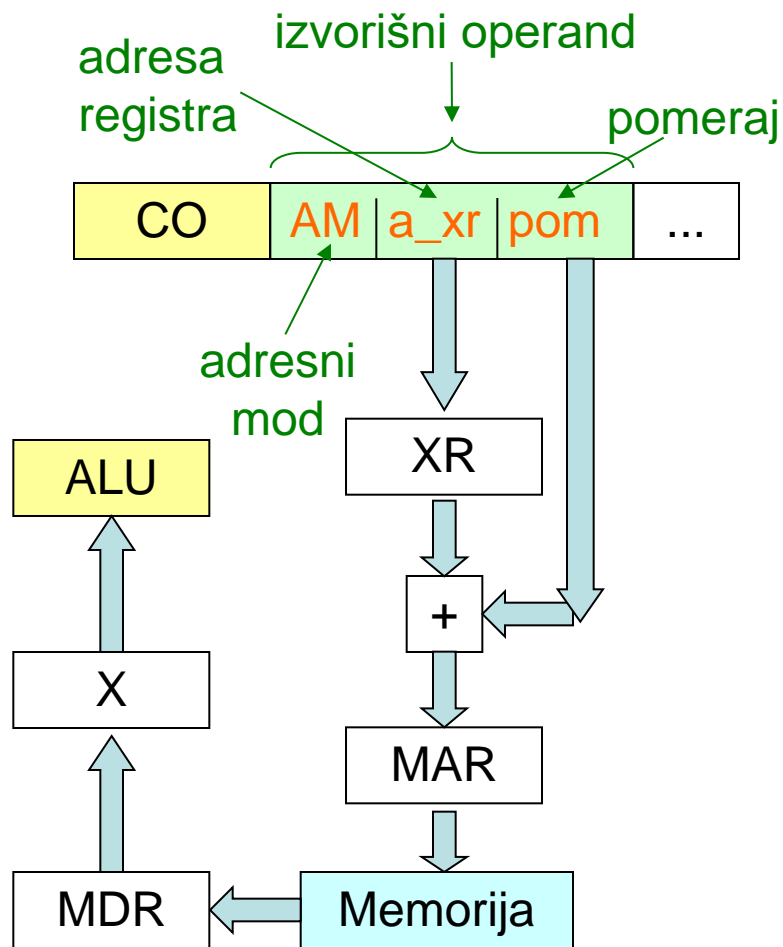 izvorišni operand
adresa
registra
pomeraj
CO AM a_xr pom ...
adresni
mod
XR
ALU
+
X
MAR
MDR Memorija